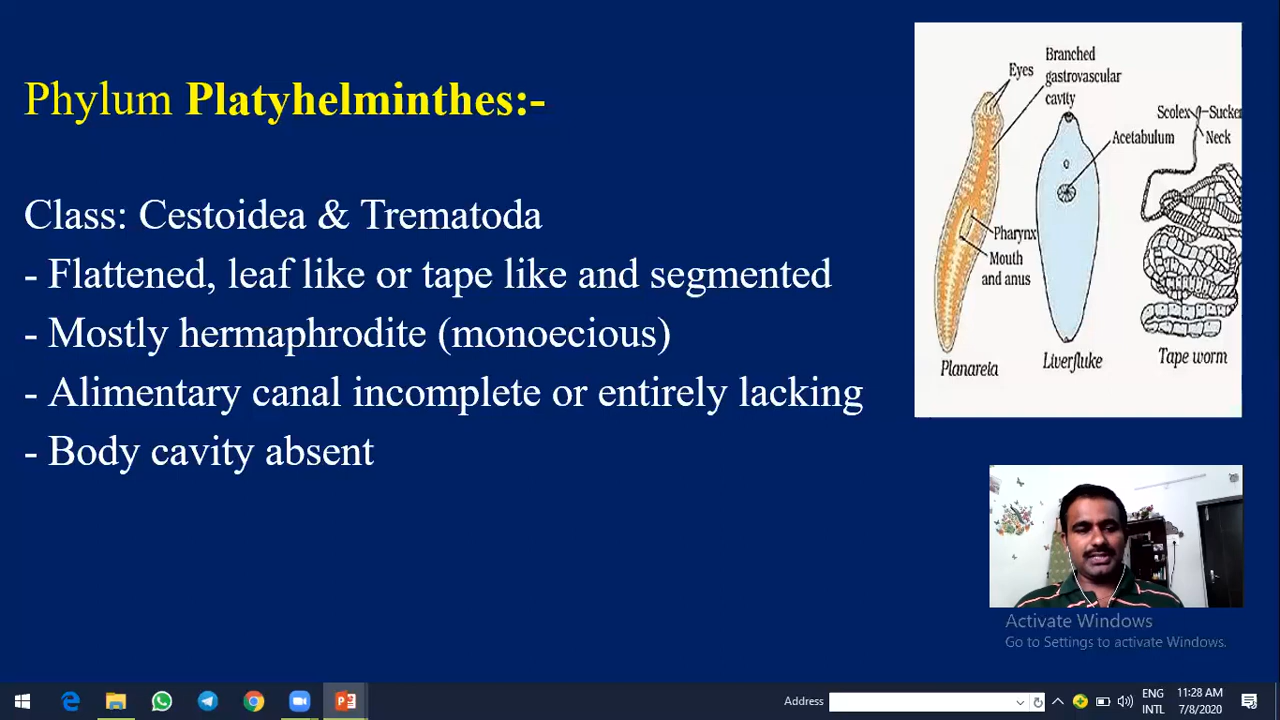 Phylum Platyhelminthes:-
Class: Cestoidea & Trematoda
- Flattened, leaf like or tape like and segmented
- Mostly hermaphrodite (monoecious)
- Alimentary canal incomplete or entirely lacking
- Body cavity absent
Eyes
Branched
gastrovascular
cavity
Pharynx
Mouth
and anus
Planareia
Acetabulum
Liverfluke
Scolex
Sucker
Neck
Tape worm
Activate Windows
Go to Settings to activate Windows.
Address
ENG
INTL
11:28 AM
7/8/2020